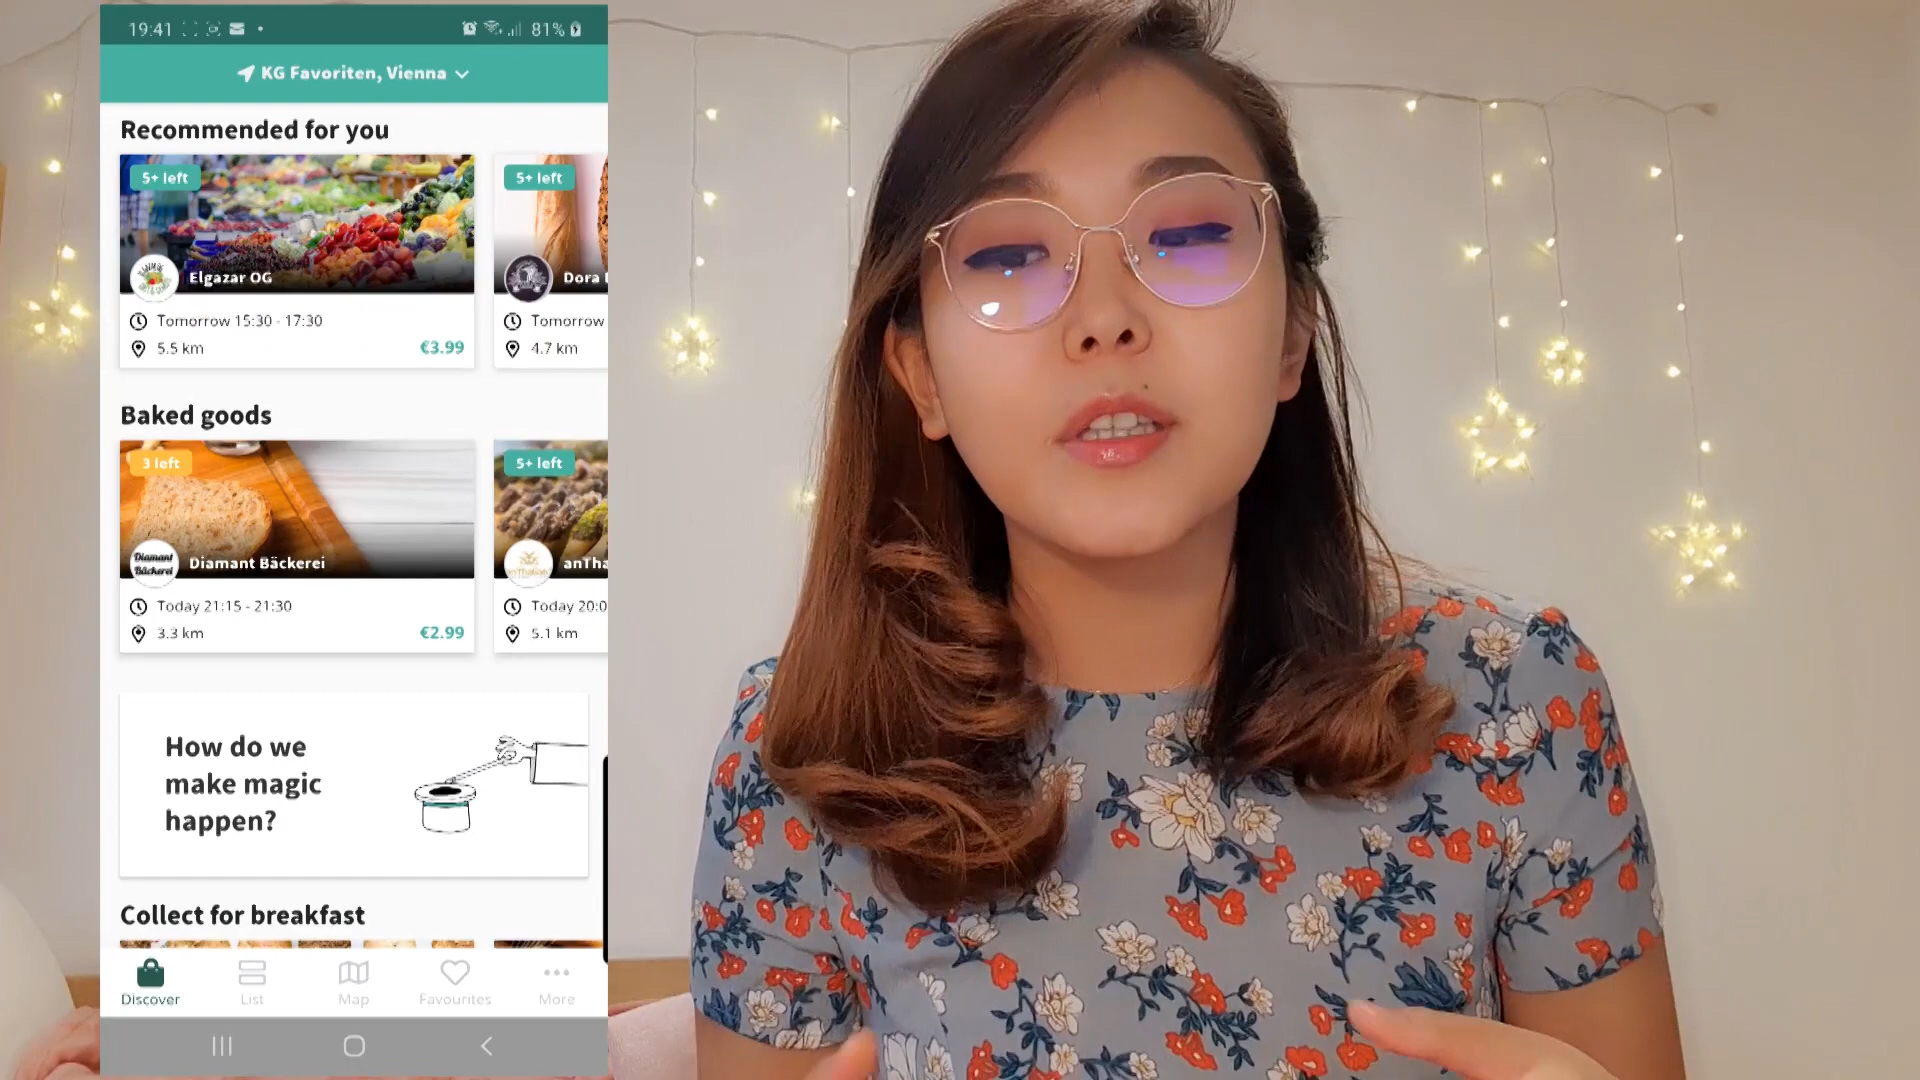 19:41
81%
KG Favoriten, Vienna
Recommended for you
5+ left
Elgazar OG
Tomorrow 15:30 - 17:30
5.5 km
€3.99
5+ left
Dora
Tomorrow
4.7 km
Baked goods
3 left
Diamant Bäckerei
Diamant Bäckerei
Today 21:15 - 21:30
3.3 km
€2.99
5+ left
anTha
Today 20:0
5.1 km
How do we
make magic
happen?
Collect for breakfast
Discover
List
Map
Favourites
More